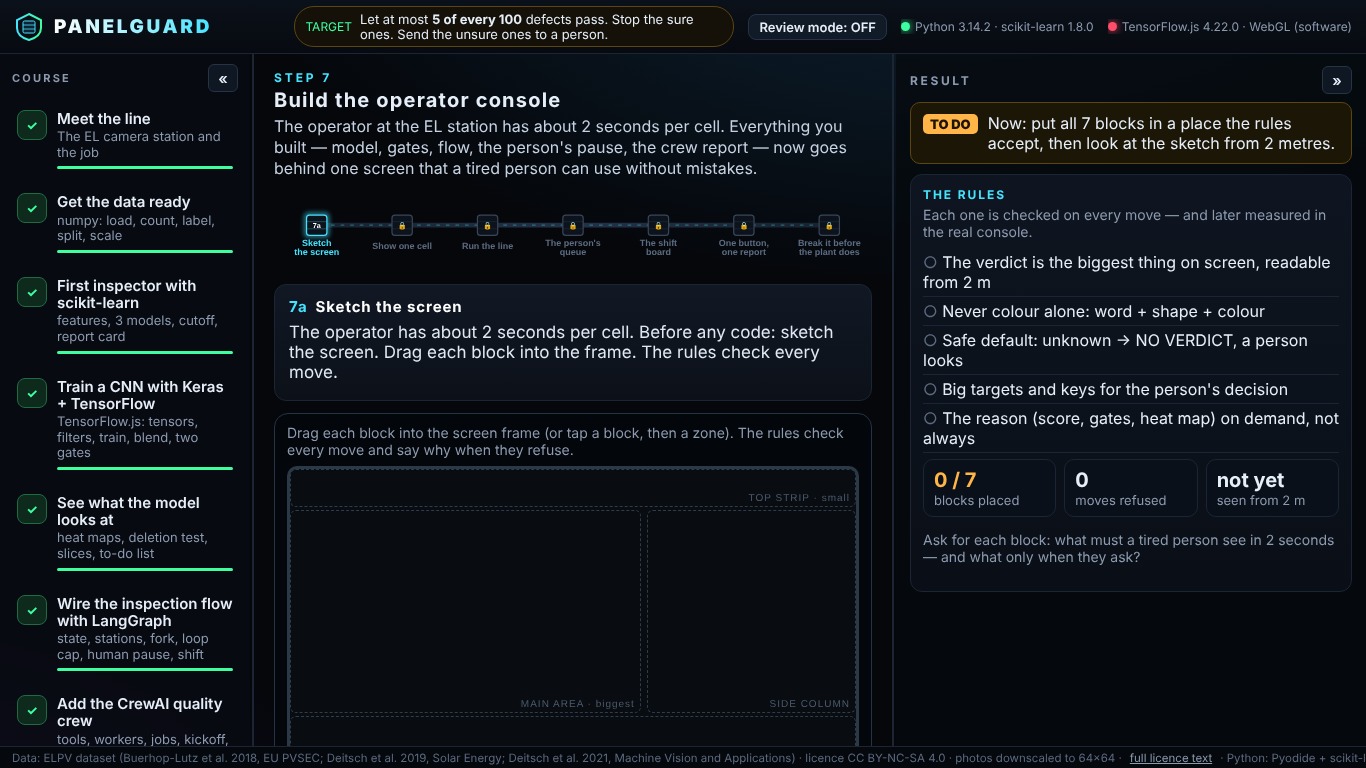 PANELGUARD
TARGET
Let at most 5 of every 100 defects pass. Stop the sure
ones. Send the unsure ones to a person.
Review mode: OFF
Python 3.14.2 · scikit-learn 1.8.0
TensorFlow.js 4.22.0 · WebGL (software)
COURSE
«
Meet the line
The EL camera station and
the job
Get the data ready
numpy: load, count, label,
split, scale
First inspector with
scikit-learn
features, 3 models, cutoff,
report card
Train a CNN with Keras
+ TensorFlow
TensorFlow.js: tensors,
filters, train, blend, two
gates
See what the model
looks at
heat maps, deletion test,
slices, to-do list
Wire the inspection flow
with LangGraph
state, stations, fork, loop
cap, human pause, shift
Add the CrewAI quality
crew
tools, workers, jobs, kickoff,
STEP 7
Build the operator console
The operator at the EL station has about 2 seconds per cell. Everything you
built — model, gates, flow, the person's pause, the crew report — now goes
behind one screen that a tired person can use without mistakes.
7a
Sketch
the screen
Show one cell
Run the line
The person's
queue
The shift
board
One button,
one report
Break it before
the plant does
7a Sketch the screen
The operator has about 2 seconds per cell. Before any code: sketch
the screen. Drag each block into the frame. The rules check every
move.
Drag each block into the screen frame (or tap a block, then a zone). The rules check
every move and say why when they refuse.
TOP STRIP · small
MAIN AREA · biggest
SIDE COLUMN
RESULT
»
TO DO
Now: put all 7 blocks in a place the rules
accept, then look at the sketch from 2 metres.
THE RULES
Each one is checked on every move — and later measured in
the real console.
The verdict is the biggest thing on screen, readable
from 2 m
Never colour alone: word + shape + colour
Safe default: unknown → NO VERDICT, a person
looks
Big targets and keys for the person's decision
The reason (score, gates, heat map) on demand, not
always
0 / 7
blocks placed
0
moves refused
not yet
seen from 2 m
Ask for each block: what must a tired person see in 2 seconds
— and what only when they ask?
Data: ELPV dataset (Buerhop-Lutz et al. 2018, EU PVSEC; Deitsch et al. 2019, Solar Energy; Deitsch et al. 2021, Machine Vision and Applications) · licence CC BY-NC-SA 4.0 · photos downscaled to 64×64 · full licence text · Python: Pyodide + scikit-